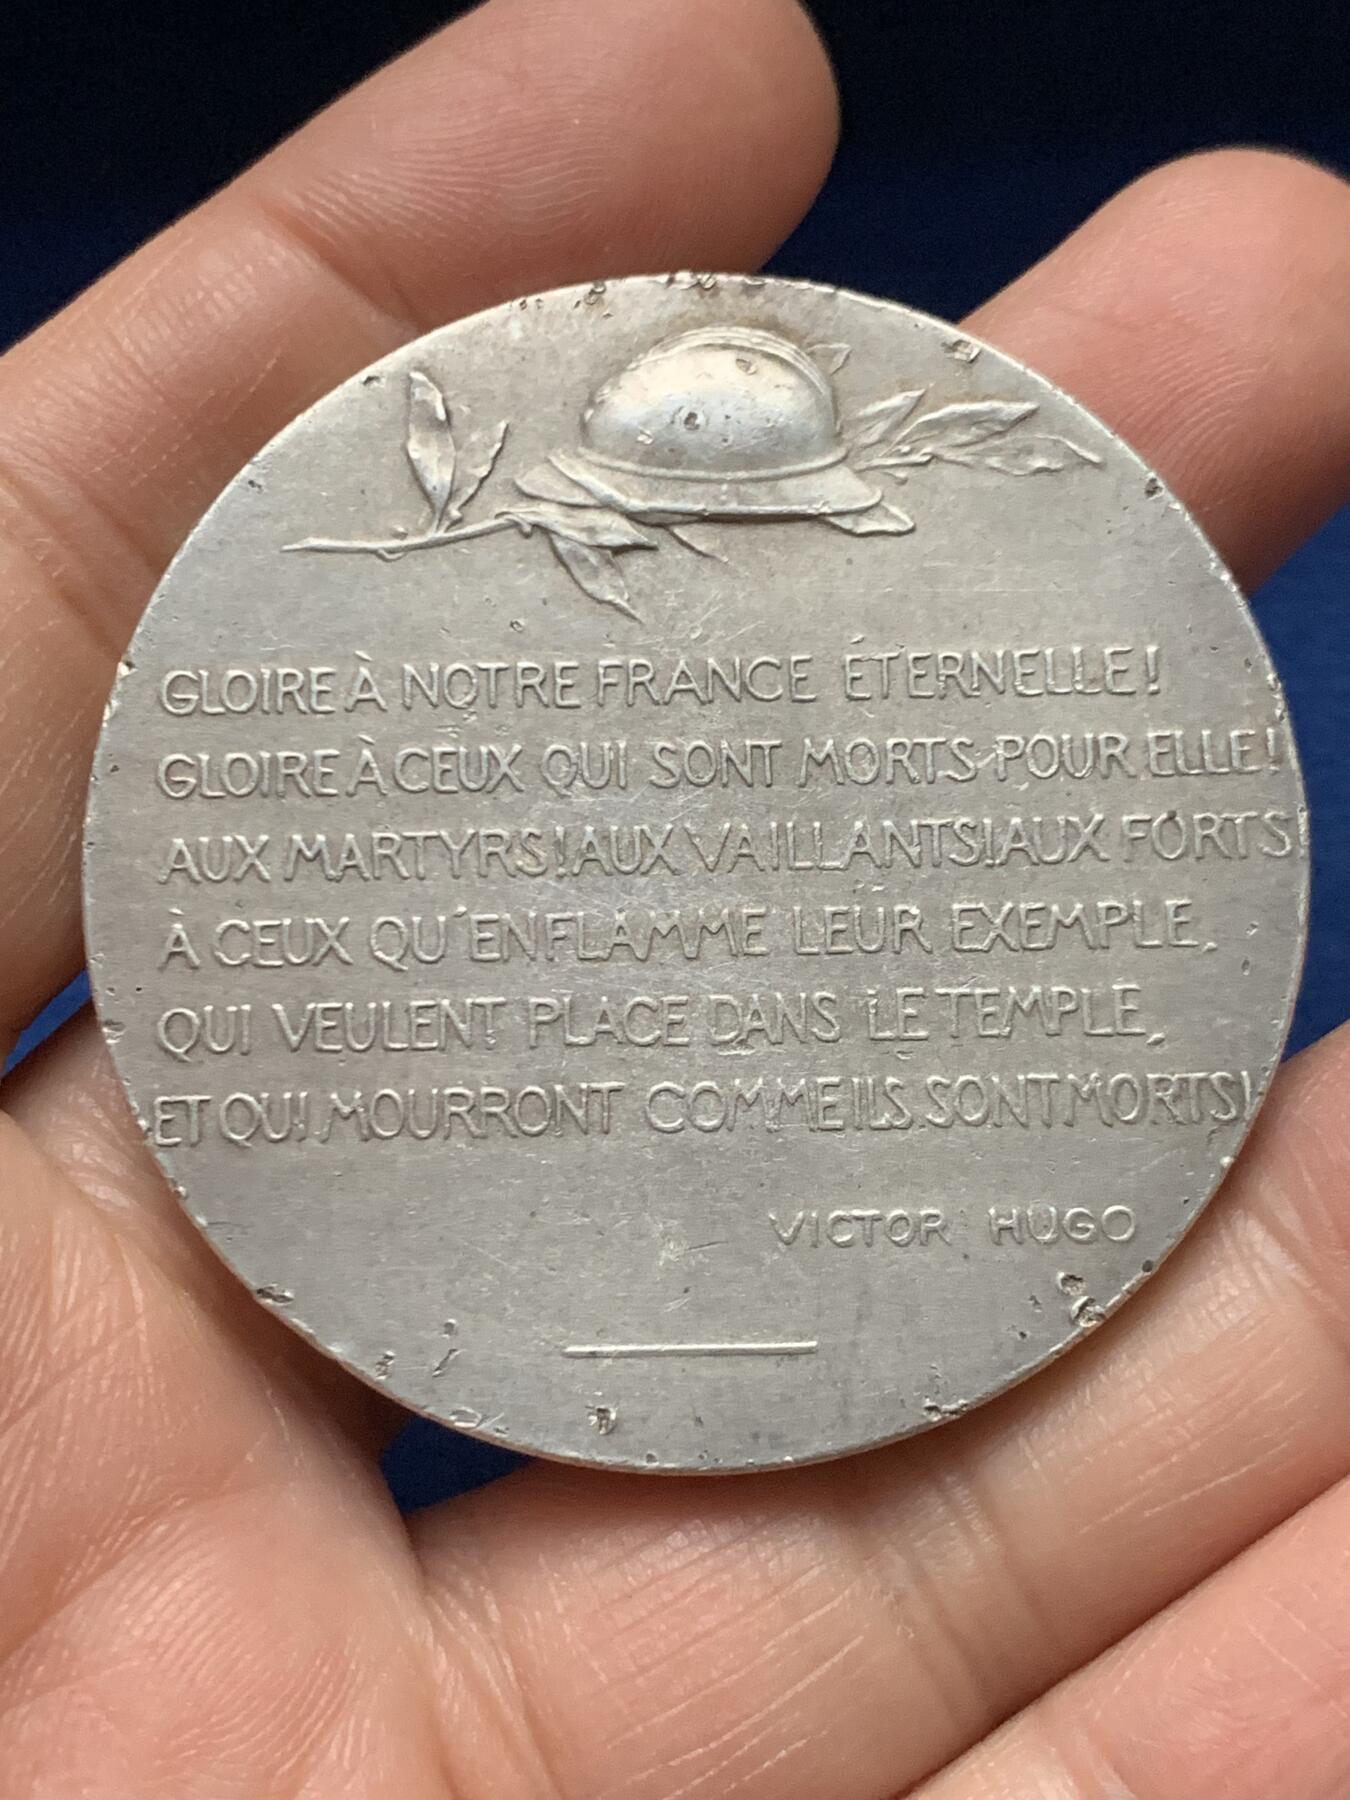 GLOIRE À NOTRE FRANCE ÉTERNELLE!
GLOIRE À CEUX QUI SONT MORTS POUR ELLE!
AUX MARTYRS! AUX VAILLANTS! AUX FORTS!
À CEUX QU'ENFLAMME LEUR EXEMPLE,
QUI VEULENT PLACE DANS LE TEMPLE,
ET QUI MOURRONT COMME ILS SONT MORTS!
VICTOR HUGO